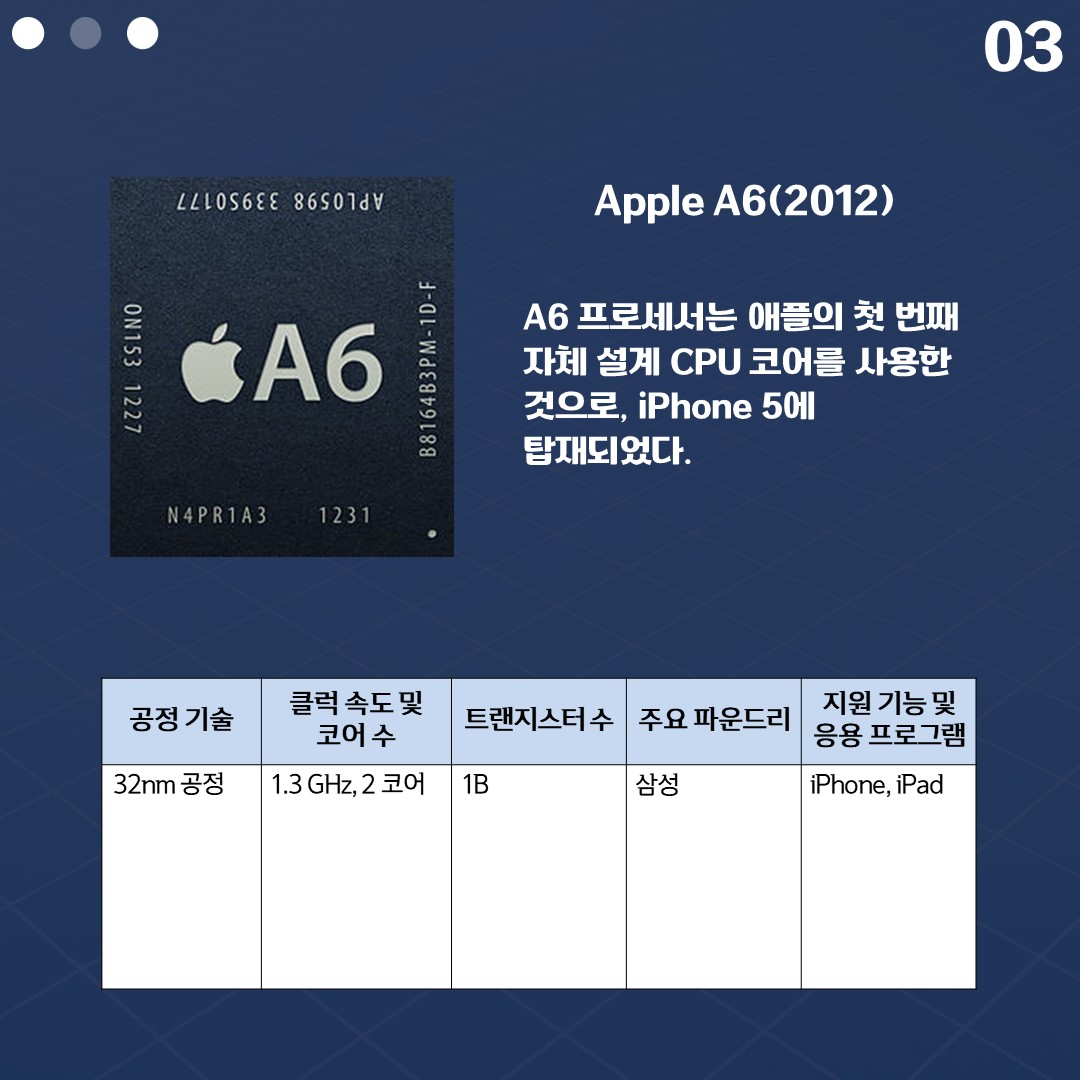 03
APL0598 339S0177
ON153 1227
A6
B8164B3PM-1D-F
N4PR1A3 1231
Apple A6(2012)
A6 프로세서는 애플의 첫 번째
자체 설계 CPU 코어를 사용한
것으로, iPhone 5에
탑재되었다.
공정 기술
클럭 속도 및
코어 수
트랜지스터 수
주요 파운드리
지원 기능 및
응용 프로그램
32nm 공정
1.3 GHz, 2 코어
1B
삼성
iPhone, iPad